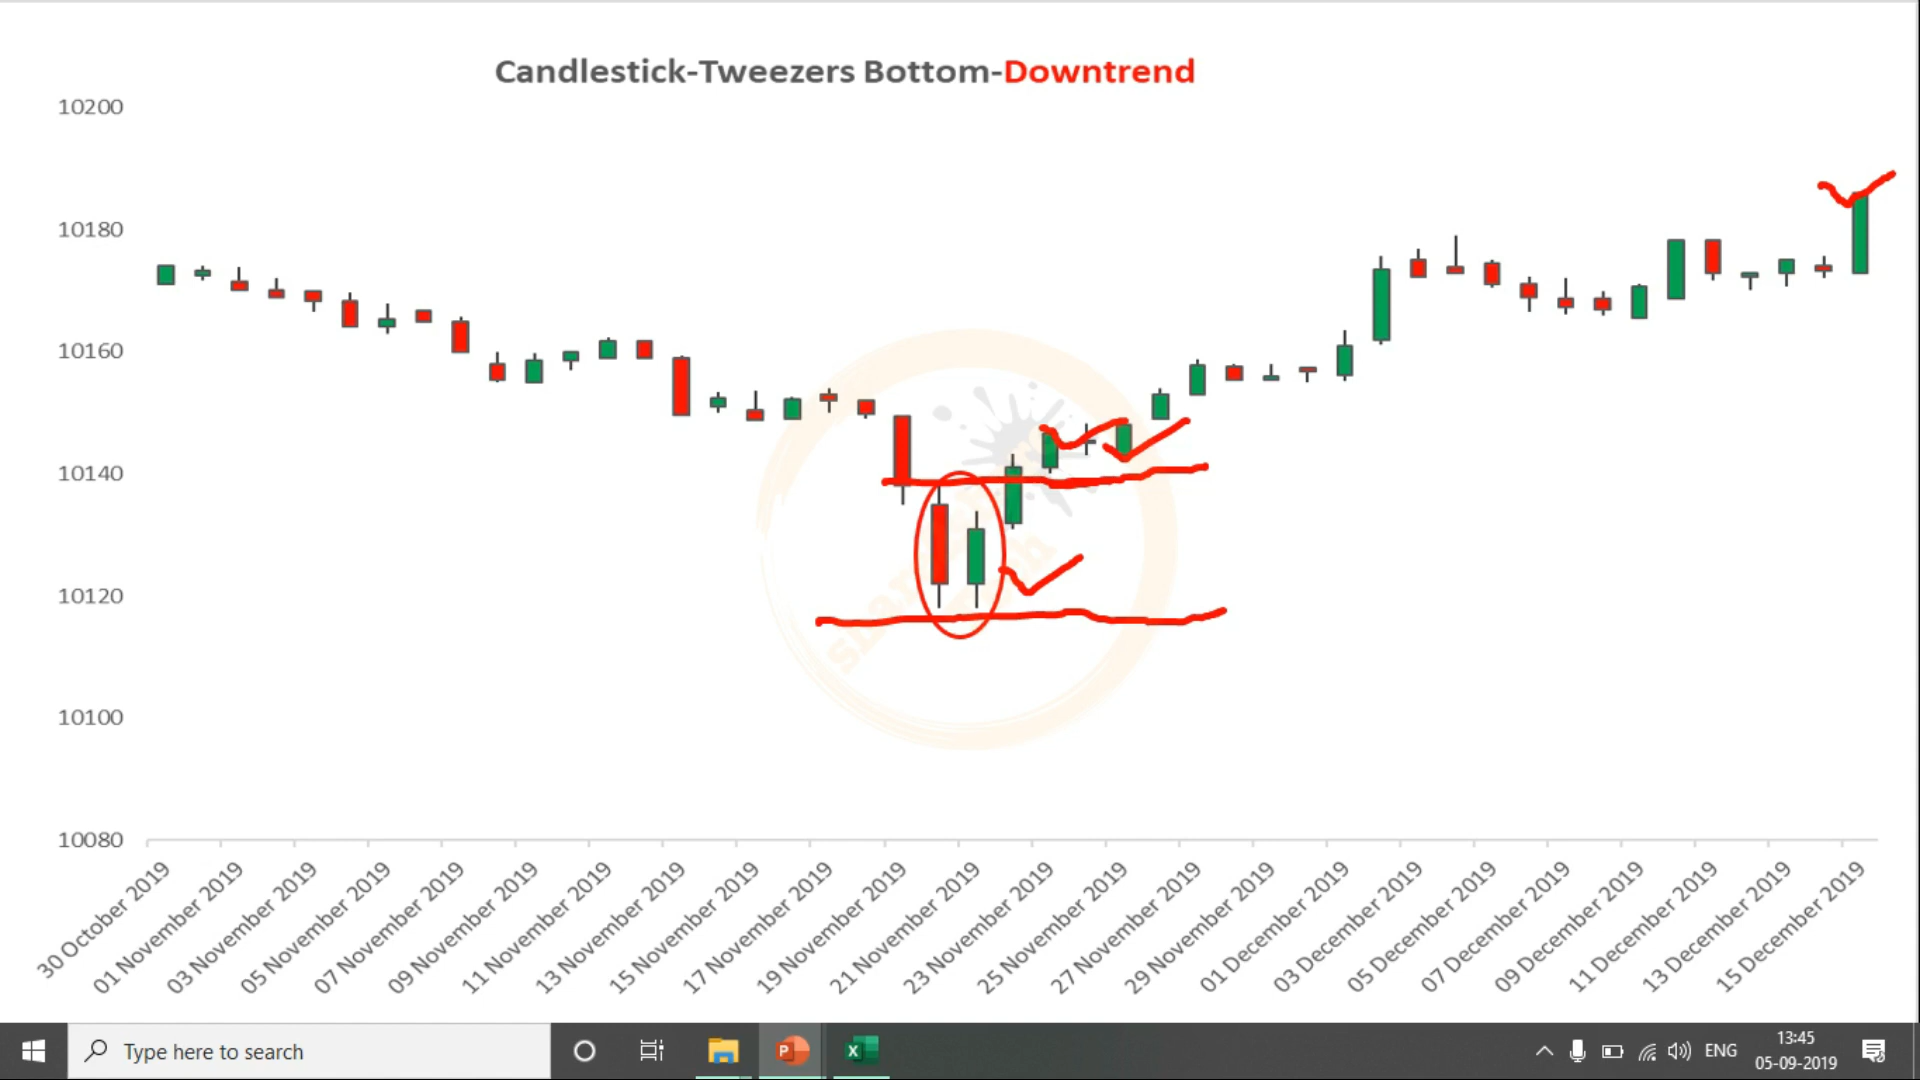 Candlestick-Tweezers Bottom-Downtrend
10200
10180
10160
10140
10120
10100
10080
30 October 2019
01 November 2019
03 November 2019
05 November 2019
07 November 2019
09 November 2019
11 November 2019
13 November 2019
15 November 2019
17 November 2019
19 November 2019
21 November 2019
23 November 2019
25 November 2019
27 November 2019
29 November 2019
01 December 2019
03 December 2019
05 December 2019
07 December 2019
09 December 2019
11 December 2019
13 December 2019
15 December 2019
Type here to search
ENG
13:45
05-09-2019